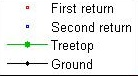 First return
Second return
Treetop
Ground